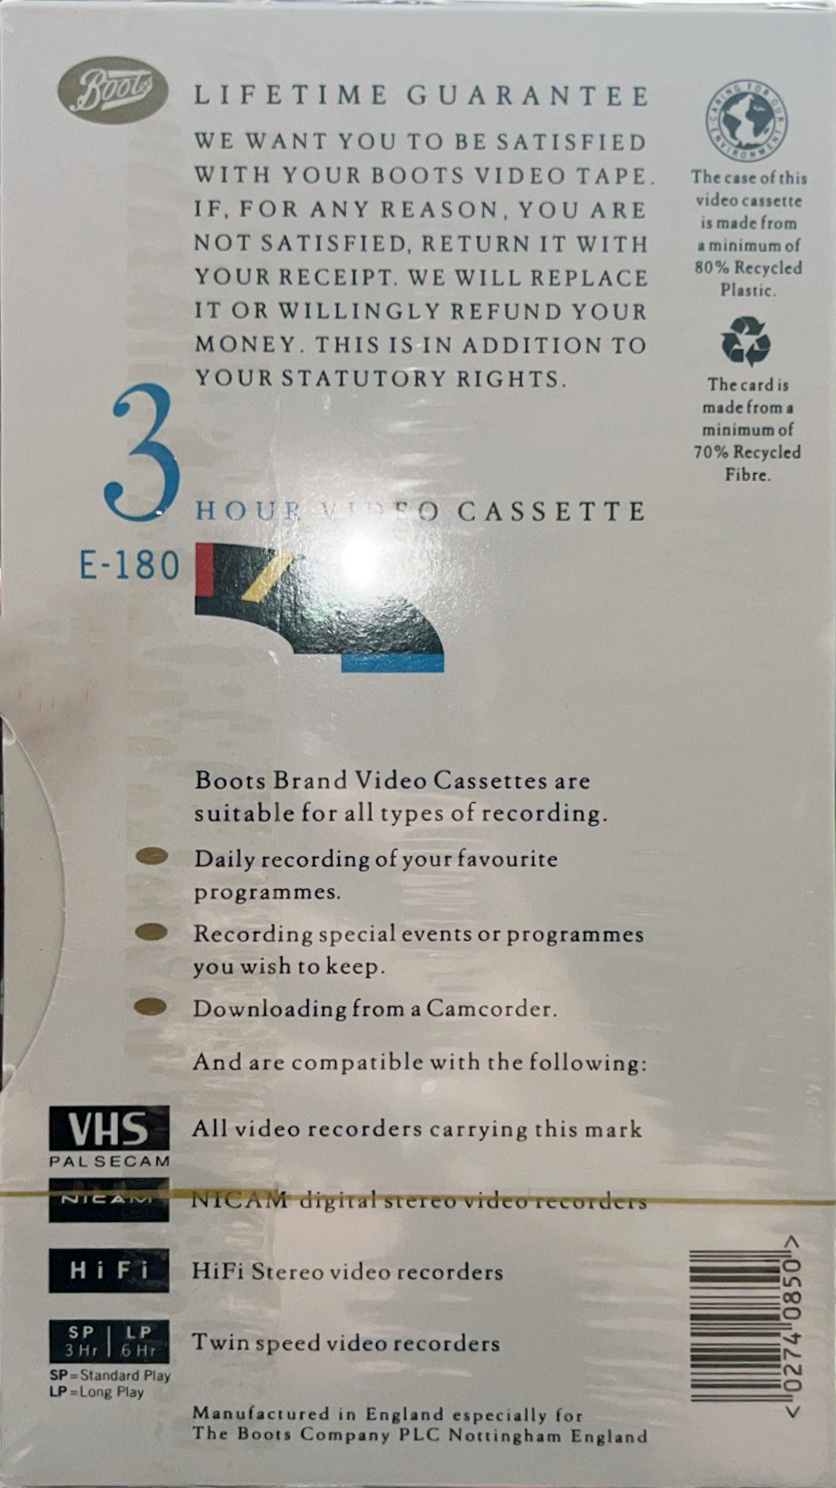 Boots
LIFETIME GUARANTEE
WE WANT YOU TO BE SATISFIED
WITH YOUR BOOTS VIDEO TAPE.
IF, FOR ANY REASON, YOU ARE
NOT SATISFIED, RETURN IT WITH
YOUR RECEIPT. WE WILL REPLACE
IT OR WILLINGLY REFUND YOUR
MONEY. THIS IS IN ADDITION TO
YOUR STATUTORY RIGHTS.
CARING FOR OUR ENVIRONMENT
The case of this
video cassette
is made from
a minimum of
80% Recycled
Plastic.
The card is
made from a
minimum of
70% Recycled
Fibre.
3 HOUR VIDEO CASSETTE
E-180
Boots Brand Video Cassettes are
suitable for all types of recording.
Daily recording of your favourite
programmes.
Recording special events or programmes
you wish to keep.
Downloading from a Camcorder.
And are compatible with the following:
VHS All video recorders carrying this mark
PAL SECAM
NICAM NICAM digital stereo video recorders
HiFi HiFi Stereo video recorders
SP LP Twin speed video recorders
3 Hr 6 Hr
SP=Standard Play
LP=Long Play
Manufactured in England especially for
The Boots Company PLC Nottingham England
<"0274"0850">